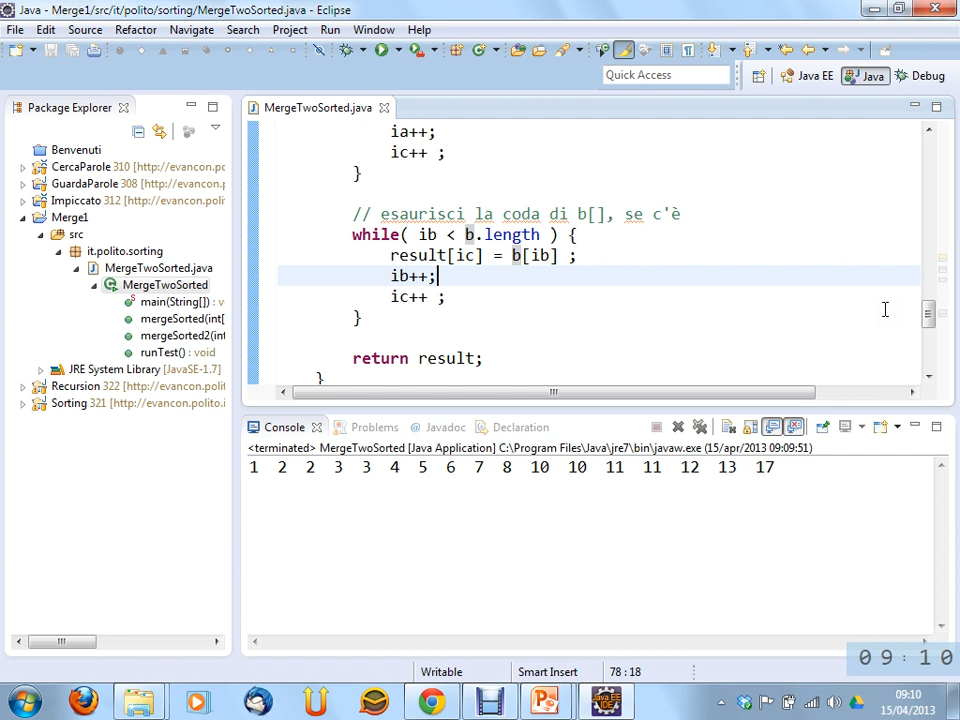 Java - Merge1/src/it/polito/sorting/MergeTwoSorted.java - Eclipse
File Edit Source Refactor Navigate Search Project Run Window Help
Quick Access
Java EE Java Debug
Package Explorer
MergeTwoSorted.java
Benvenuti
CercaParole 310 [http://evancon.polito
GuardaParole 308 [http://evancon.p
Impiccato 312 [http://evancon.polito
Merge1
src
it.polito.sorting
MergeTwoSorted.java
MergeTwoSorted
main(String[]) : v
mergeSorted(int[
mergeSorted2(int
runTest() : void
JRE System Library [JavaSE-1.7]
Recursion 322 [http://evancon.polit
Sorting 321 [http://evancon.polito.i
ia++;
ic++ ;
}
// esaurisci la coda di b[], se c'è
while( ib < b.length ) {
result[ic] = b[ib] ;
ib++;
ic++ ;
}
return result;
}
Console Problems Javadoc Declaration
<terminated> MergeTwoSorted [Java Application] C:\Program Files\Java\jre7\bin\javaw.exe (15/apr/2013 09:09:51)
1 2 2 3 3 4 5 6 7 8 10 10 11 11 12 13 17
09:10
Writable Smart Insert 78 : 18
09:10
15/04/2013